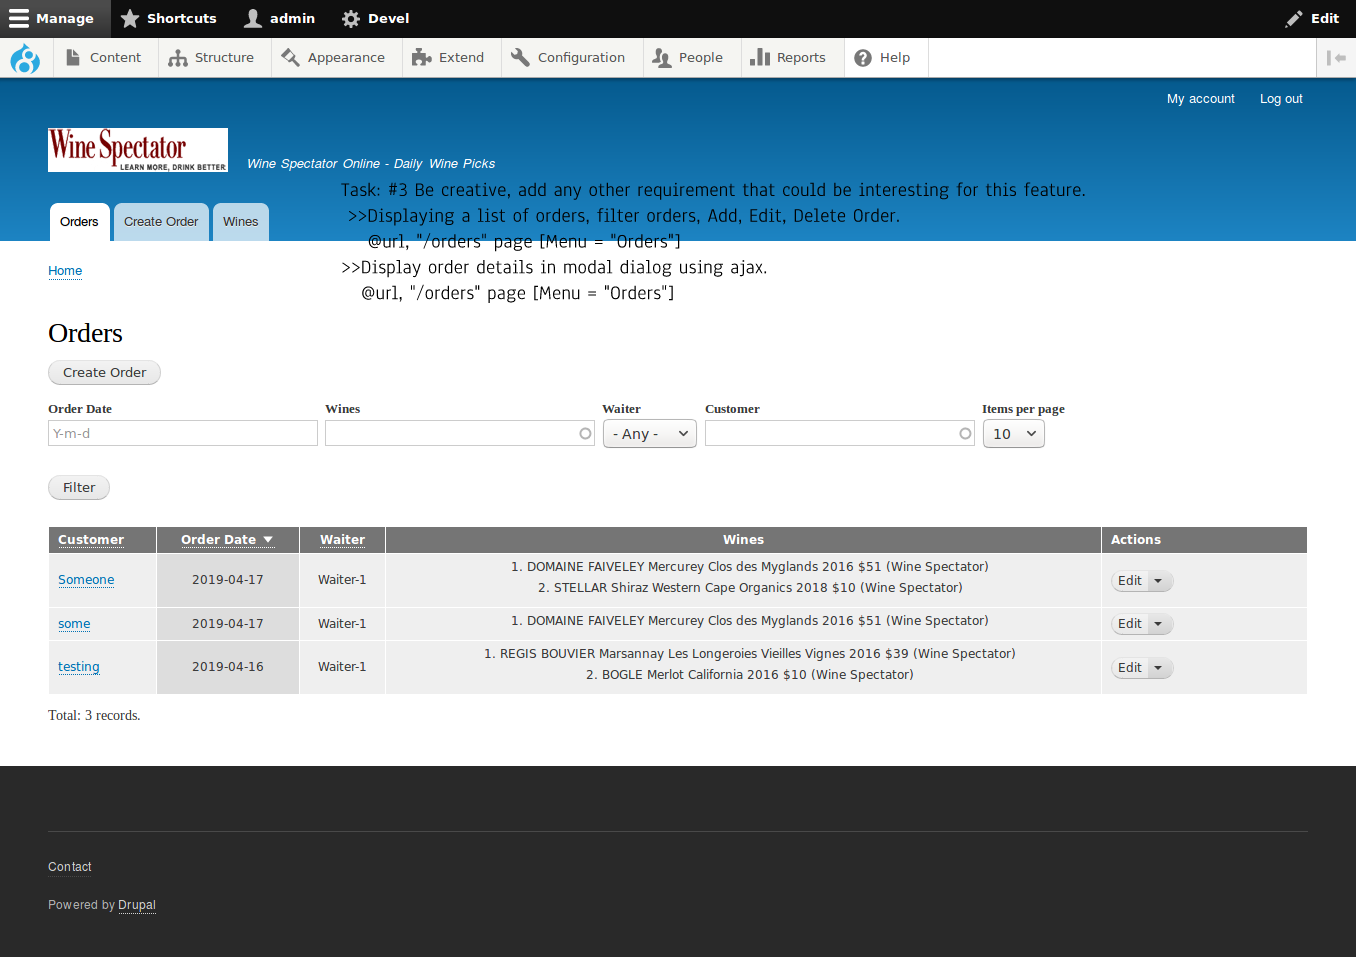 Manage Shortcuts admin Devel Edit
Content Structure Appearance Extend Configuration People Reports Help
My account Log out
Wine Spectator
LEARN MORE, DRINK BETTER
Wine Spectator Online - Daily Wine Picks
Task: #3 Be creative, add any other requirement that could be interesting for this feature.
>>Displaying a list of orders, filter orders, Add, Edit, Delete Order.
Orders Create Order Wines
@url, "/orders" page [Menu = "Orders"]
>>Display order details in modal dialog using ajax.
Home
@url, "/orders" page [Menu = "Orders"]
Orders
Create Order
Order Date Wines Waiter Customer Items per page
Y-m-d - Any - 10
Filter
Customer Order Date Waiter Wines Actions
1. DOMAINE FAIVELEY Mercurey Clos des Myglands 2016 $51 (Wine Spectator)
Someone 2019-04-17 Waiter-1 Edit
2. STELLAR Shiraz Western Cape Organics 2018 $10 (Wine Spectator)
some 2019-04-17 Waiter-1 1. DOMAINE FAIVELEY Mercurey Clos des Myglands 2016 $51 (Wine Spectator) Edit
1. REGIS BOUVIER Marsannay Les Longeroies Vieilles Vignes 2016 $39 (Wine Spectator)
testing 2019-04-16 Waiter-1 Edit
2. BOGLE Merlot California 2016 $10 (Wine Spectator)
Total: 3 records.
Contact
Powered by Drupal